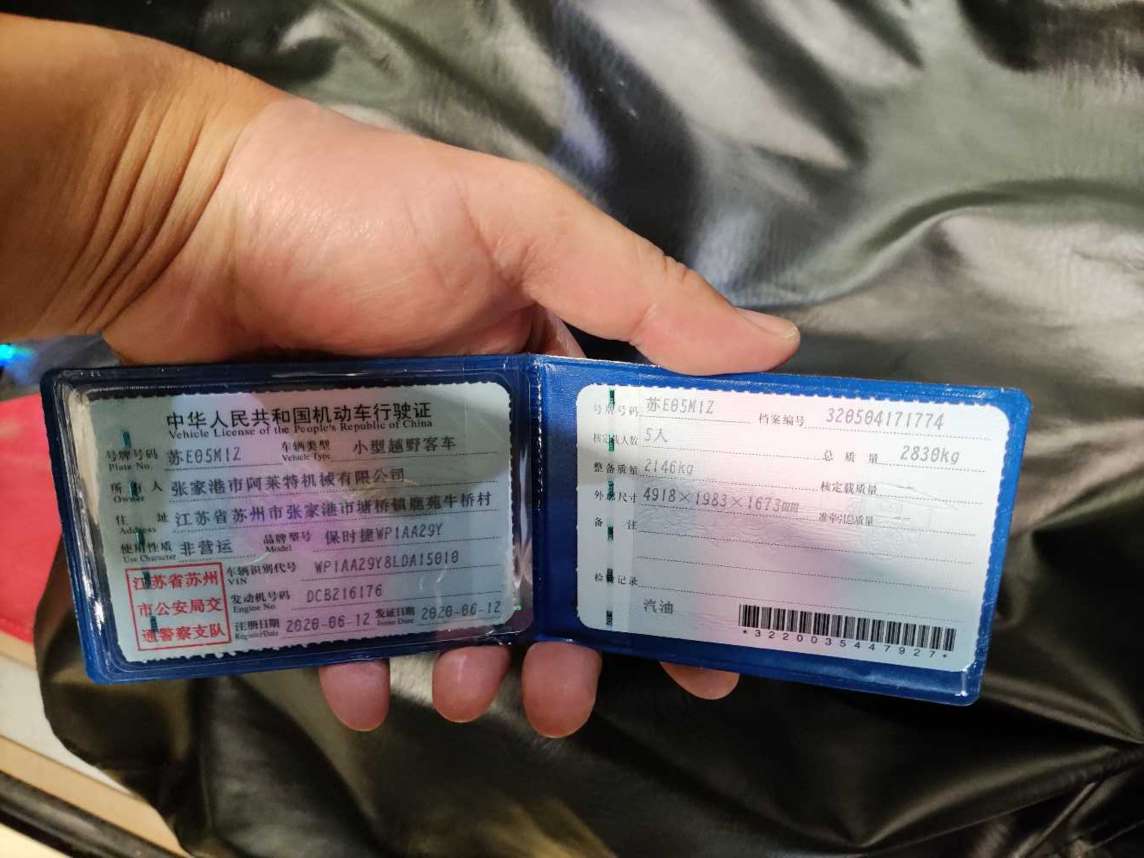 中华人民共和国机动车行驶证
Vehicle License of the People's Republic of China
号牌号码 苏E05M1Z 车辆类型 小型越野客车
Plate No. Vehicle Type
所有人 张家港市阿莱特机械有限公司
Owner
住址 江苏省苏州市张家港市塘桥镇鹿苑牛桥村
Address
使用性质 非营运 品牌型号 保时捷WP1AA29Y
Use Character Model
江苏省苏州
市公安局交
通警察支队
车辆识别代号 WP1AA29Y8LDA15010
VIN
发动机号码 DCBZ16176
Engine No.
注册日期 2020-06-12 发证日期 2020-06-12
Register Date Issue Date
号牌号码 苏E05M1Z 档案编号 320504171774
核定载人数 5人 总质量 2830kg
整备质量 2146kg 核定载质量
外廓尺寸 4918×1983×1673 准牵引总质量 --
备注
检验记录
汽油
*3220035447927*